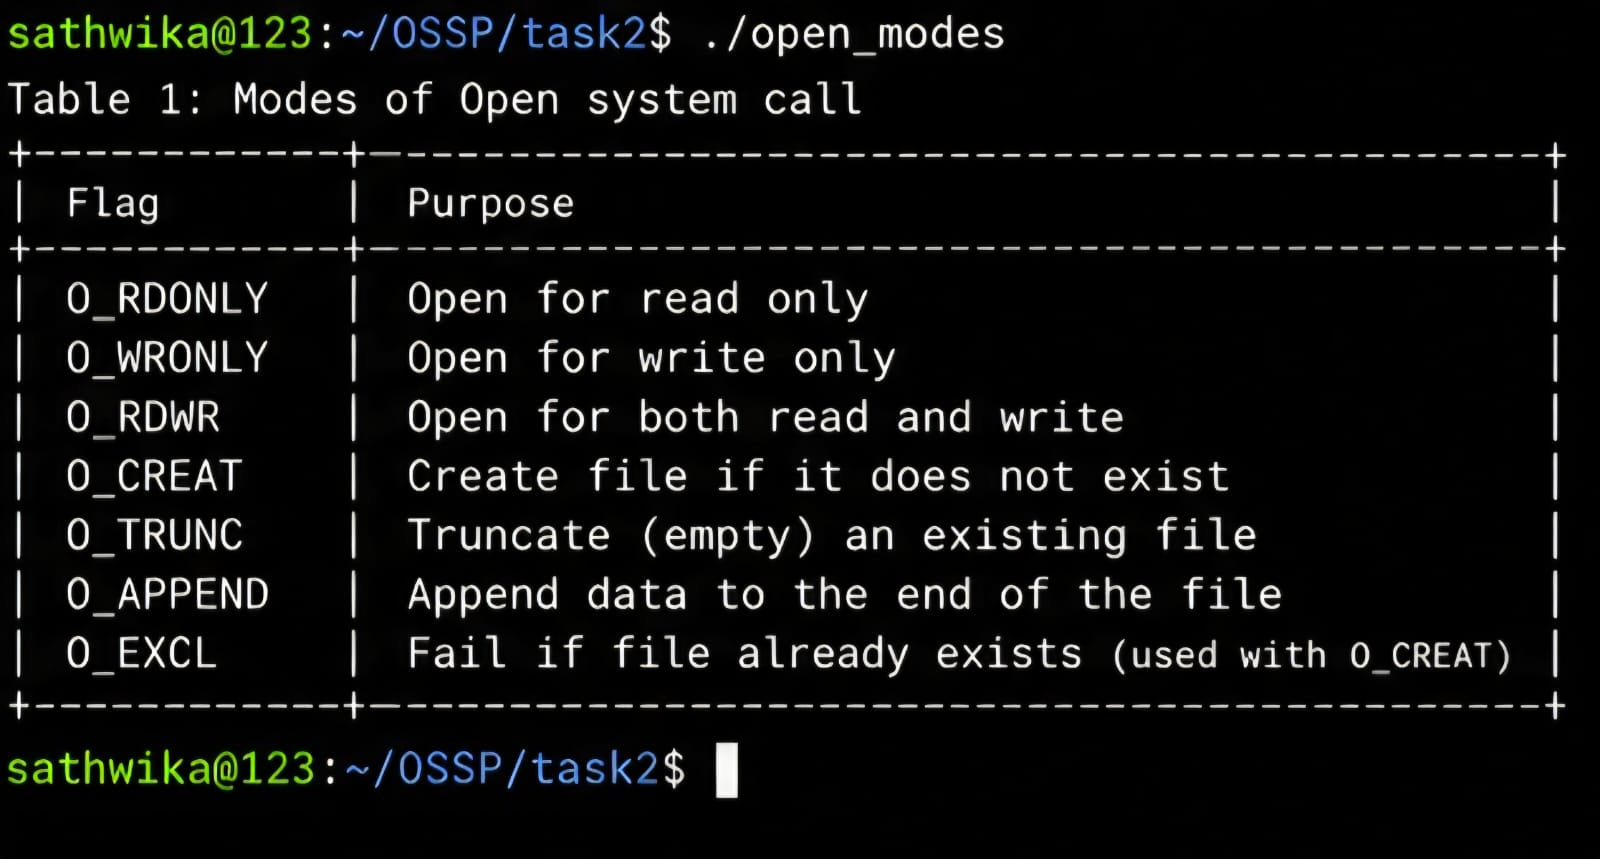 sathwika@123:~/OSSP/task2$ ./open_modes
Table 1: Modes of Open system call
+------------+----------------------------------------------+
| Flag | Purpose |
+------------+----------------------------------------------+
| O_RDONLY | Open for read only |
| O_WRONLY | Open for write only |
| O_RDWR | Open for both read and write |
| O_CREAT | Create file if it does not exist |
| O_TRUNC | Truncate (empty) an existing file |
| O_APPEND | Append data to the end of the file |
| O_EXCL | Fail if file already exists (used with O_CREAT) |
+------------+----------------------------------------------+
sathwika@123:~/OSSP/task2$